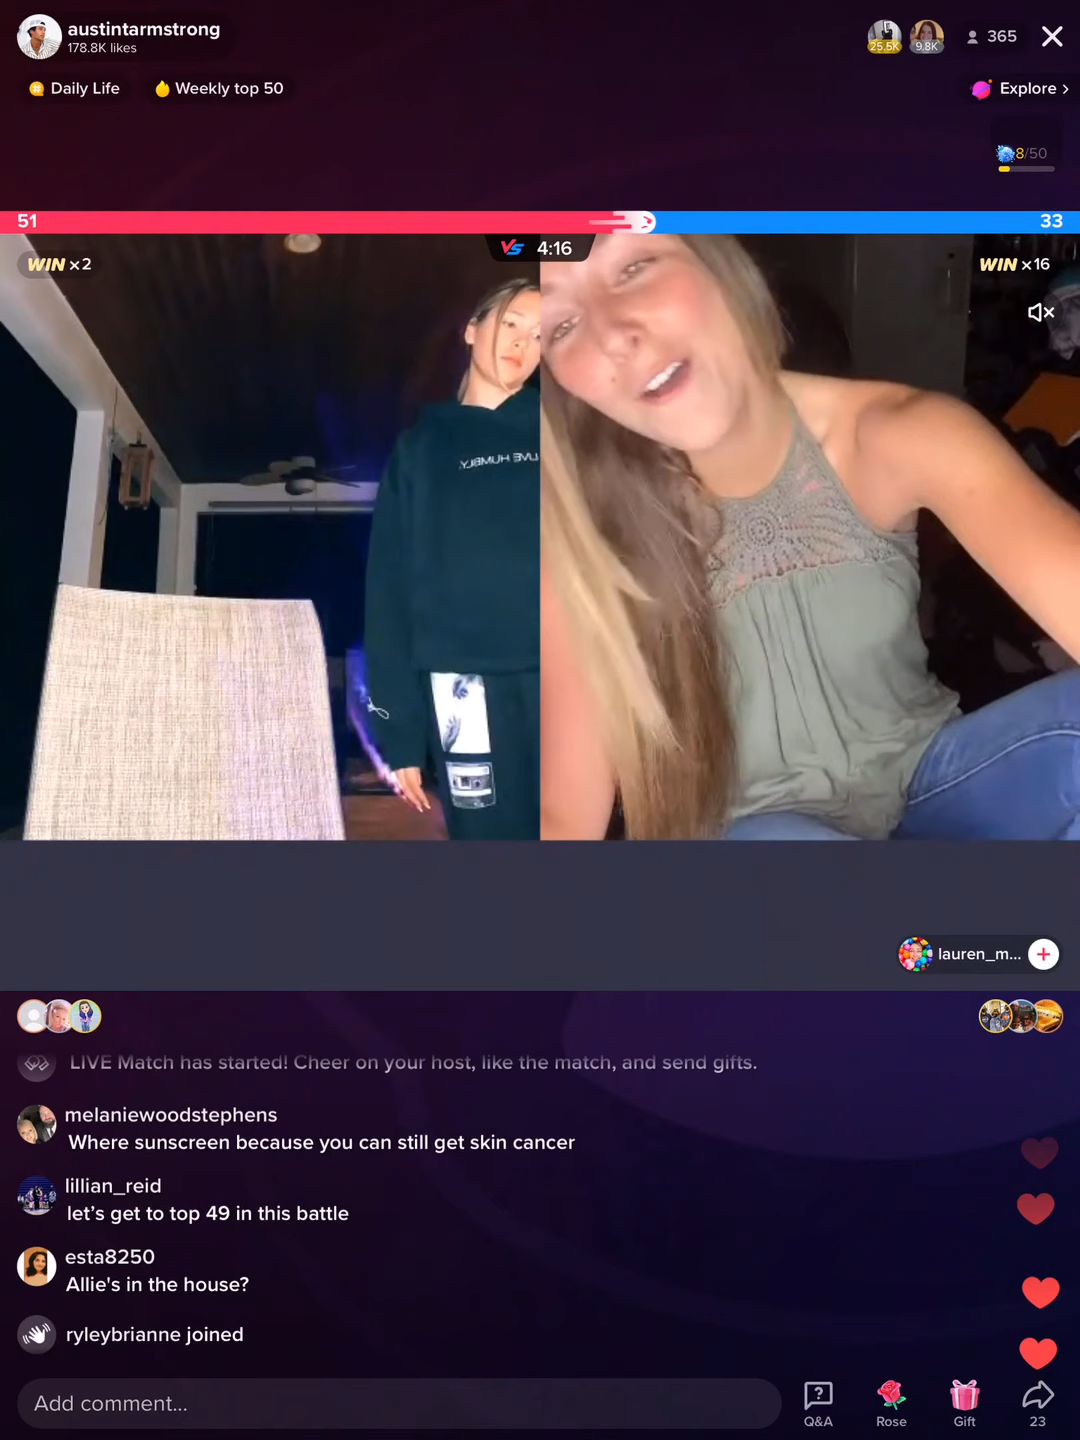 austintarmstrong
178.8K likes
25.5K
9.8K
365
Daily Life
Weekly top 50
Explore >
8/50
51
33
VS 4:16
WIN x2
WIN x16
LIVE HUMBLY.
lauren_m...
LIVE Match has started! Cheer on your host, like the match, and send gifts.
melaniewoodstephens
Where sunscreen because you can still get skin cancer
lillian_reid
let's get to top 49 in this battle
esta8250
Allie's in the house?
ryleybrianne joined
Add comment...
Q&A
Rose
Gift
23